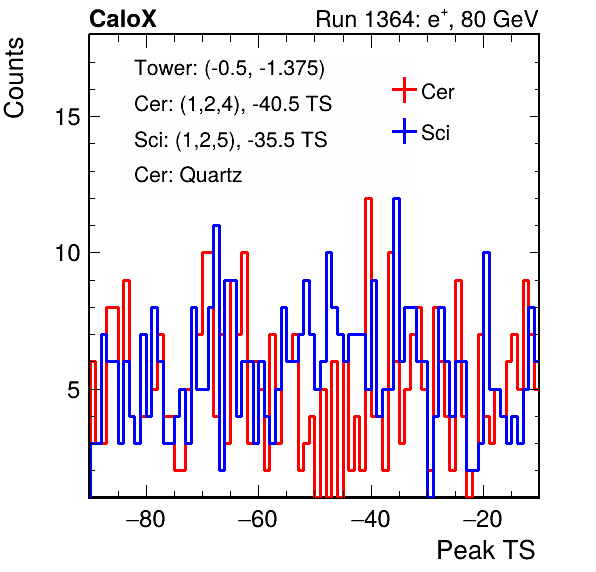 CaloX Run 1364: e⁺, 80 GeV
Counts
Tower: (-0.5, -1.375)
Cer: (1,2,4), -40.5 TS
Sci: (1,2,5), -35.5 TS
Cer: Quartz
Cer
Sci
15
10
5
−80 −60 −40 −20
Peak TS